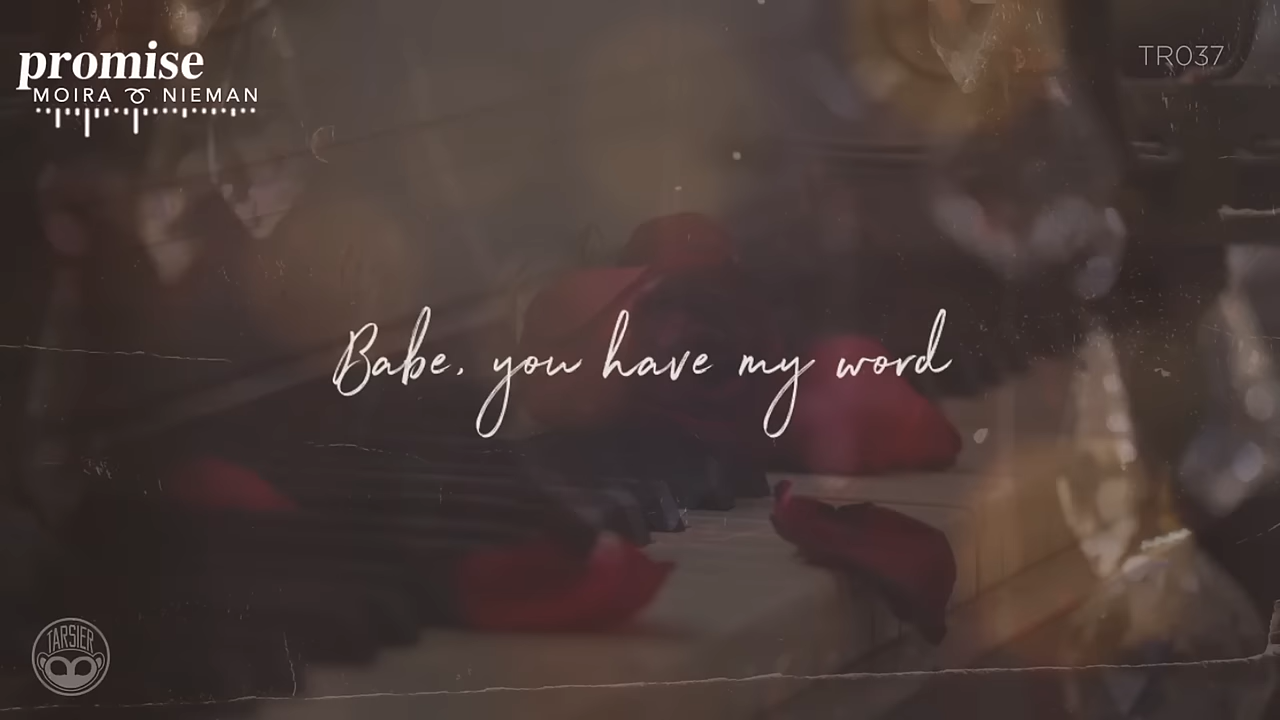 promise
MOIRA NIEMAN
TR037
Babe, you have my word
TARSIER